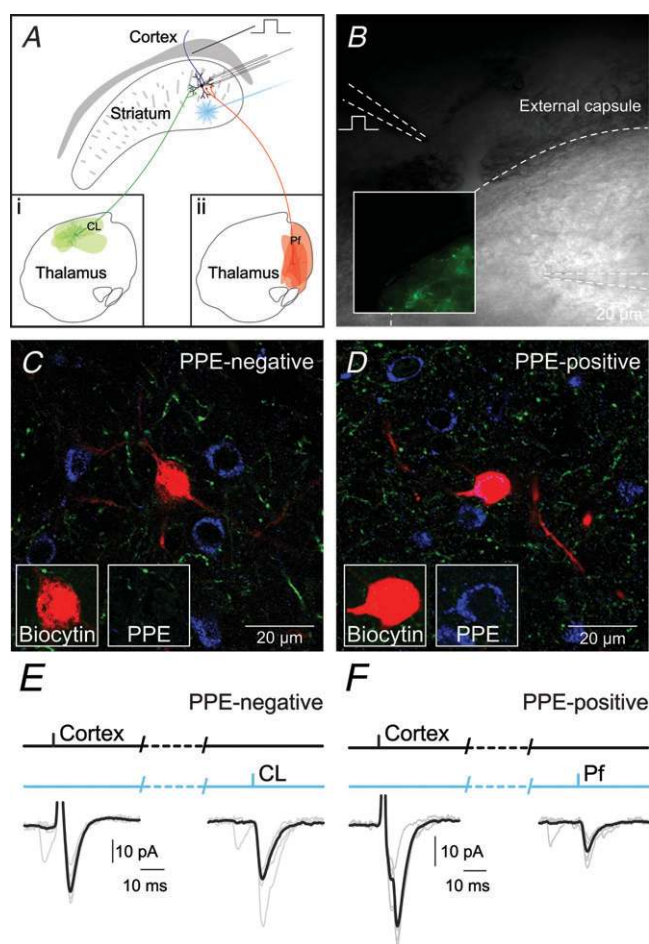 A
Cortex
Striatum
i
CL
Thalamus
ii
Pf
Thalamus
B
External capsule
20 µm
C
PPE-negative
Biocytin
PPE
20 µm
D
PPE-positive
Biocytin
PPE
20 µm
E
PPE-negative
Cortex
CL
10 pA
10 ms
F
PPE-positive
Cortex
Pf
10 pA
10 ms